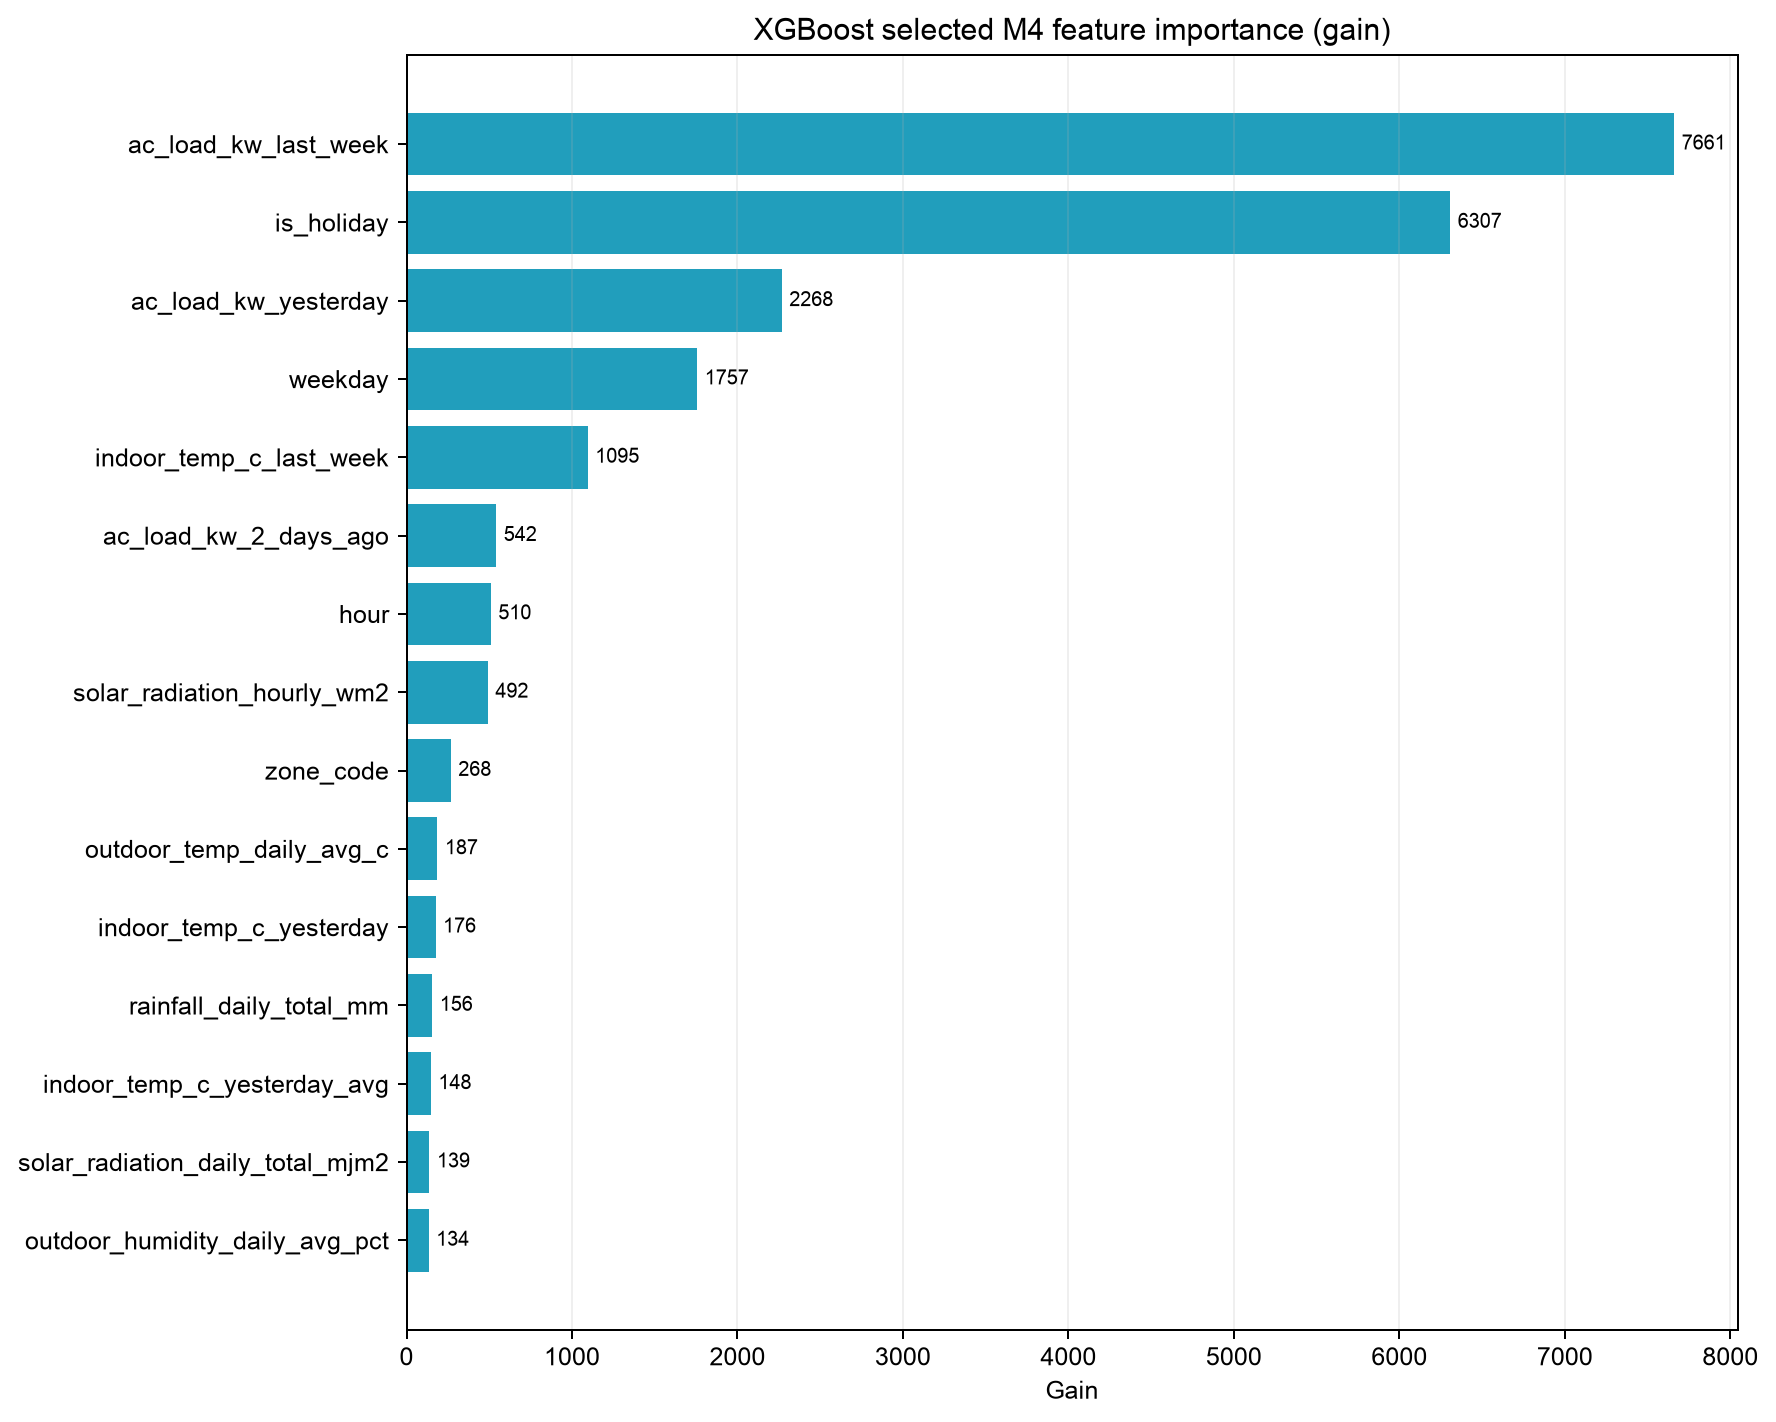 XGBoost selected M4 feature importance (gain)
ac_load_kw_last_week 7661
is_holiday 6307
ac_load_kw_yesterday 2268
weekday 1757
indoor_temp_c_last_week 1095
ac_load_kw_2_days_ago 542
hour 510
solar_radiation_hourly_wm2 492
zone_code 268
outdoor_temp_daily_avg_c 187
indoor_temp_c_yesterday 176
rainfall_daily_total_mm 156
indoor_temp_c_yesterday_avg 148
solar_radiation_daily_total_mjm2 139
outdoor_humidity_daily_avg_pct 134
0 1000 2000 3000 4000 5000 6000 7000 8000
Gain